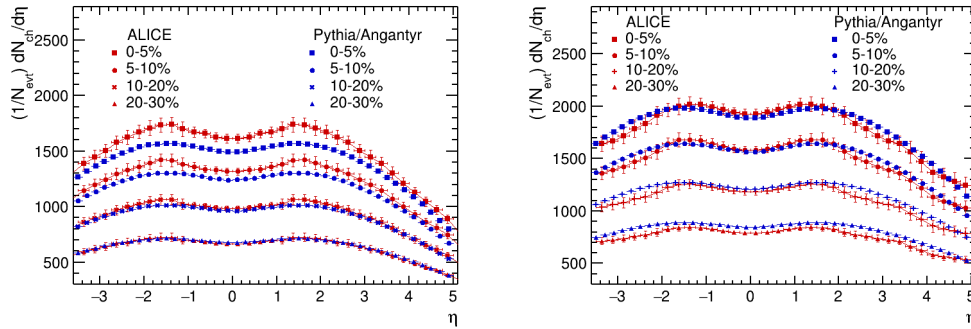 (1/N_evt) dN_ch/dη
2500
2000
1500
1000
500
ALICE
0-5%
5-10%
10-20%
20-30%
Pythia/Angantyr
0-5%
5-10%
10-20%
20-30%
−3 −2 −1 0 1 2 3 4 5
η
(1/N_evt) dN_ch/dη
2500
2000
1500
1000
500
ALICE
0-5%
5-10%
10-20%
20-30%
Pythia/Angantyr
0-5%
5-10%
10-20%
20-30%
−3 −2 −1 0 1 2 3 4 5
η